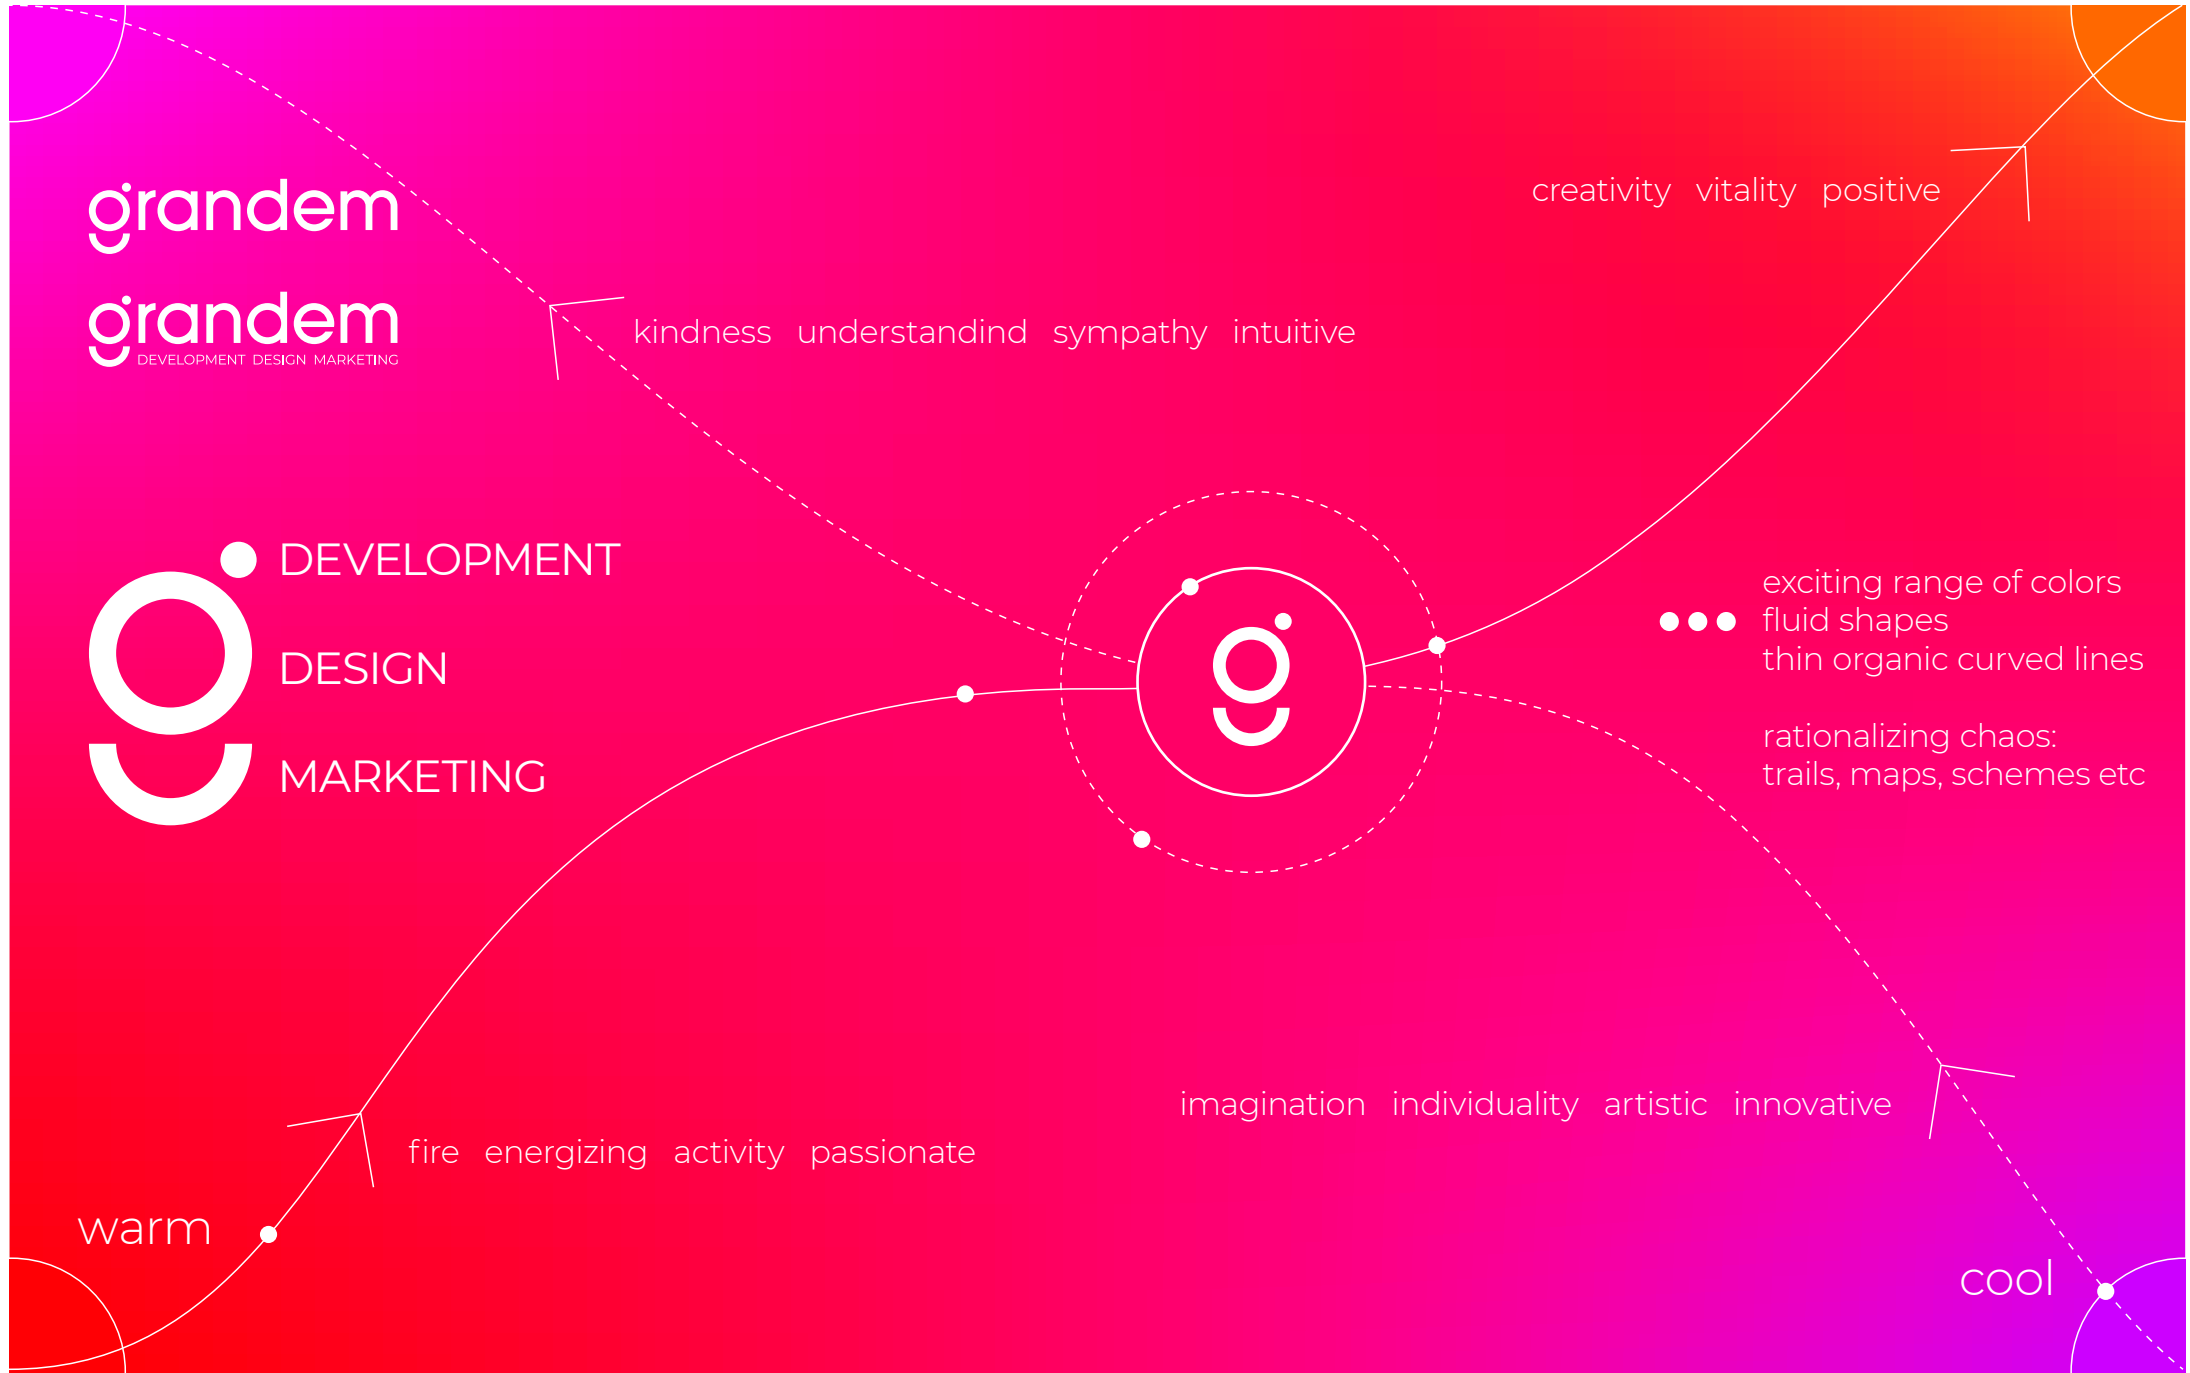 grandem
grandem
DEVELOPMENT DESIGN MARKETING
creativity vitality positive
kindness understandind sympathy intuitive
g
DEVELOPMENT
DESIGN
MARKETING
g
exciting range of colors
fluid shapes
thin organic curved lines
rationalizing chaos:
trails, maps, schemes etc
imagination individuality artistic innovative
fire energizing activity passionate
warm
cool